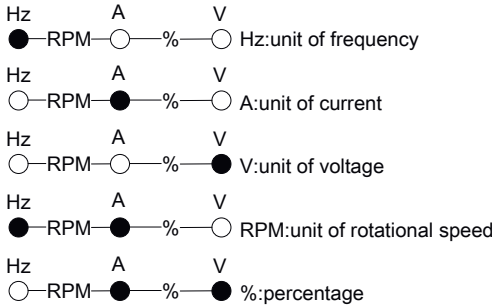 Hz A V
RPM % Hz:unit of frequency
Hz A V
RPM % A:unit of current
Hz A V
RPM % V:unit of voltage
Hz A V
RPM % RPM:unit of rotational speed
Hz A V
RPM % %:percentage